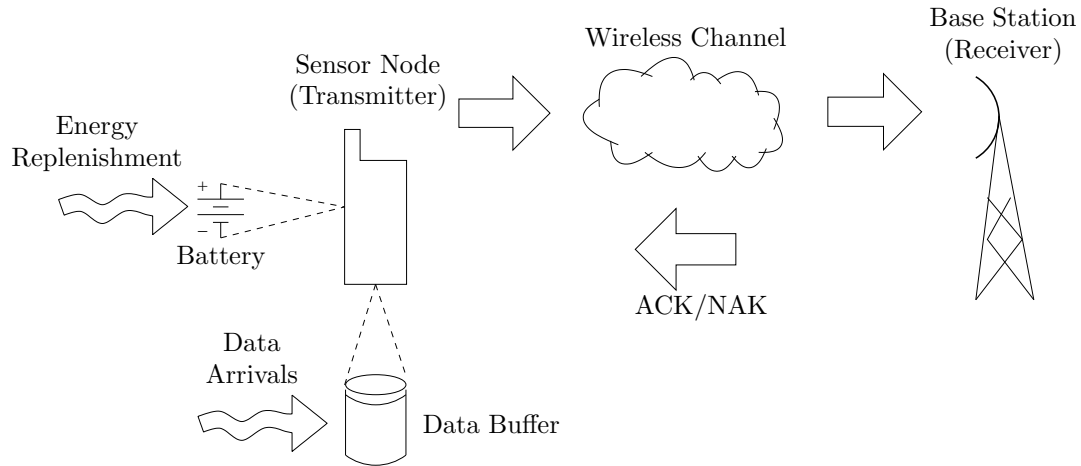 Base Station
(Receiver)
Wireless Channel
Sensor Node
(Transmitter)
Energy
Replenishment
+
−
Battery
ACK/NAK
Data
Arrivals
Data Buffer